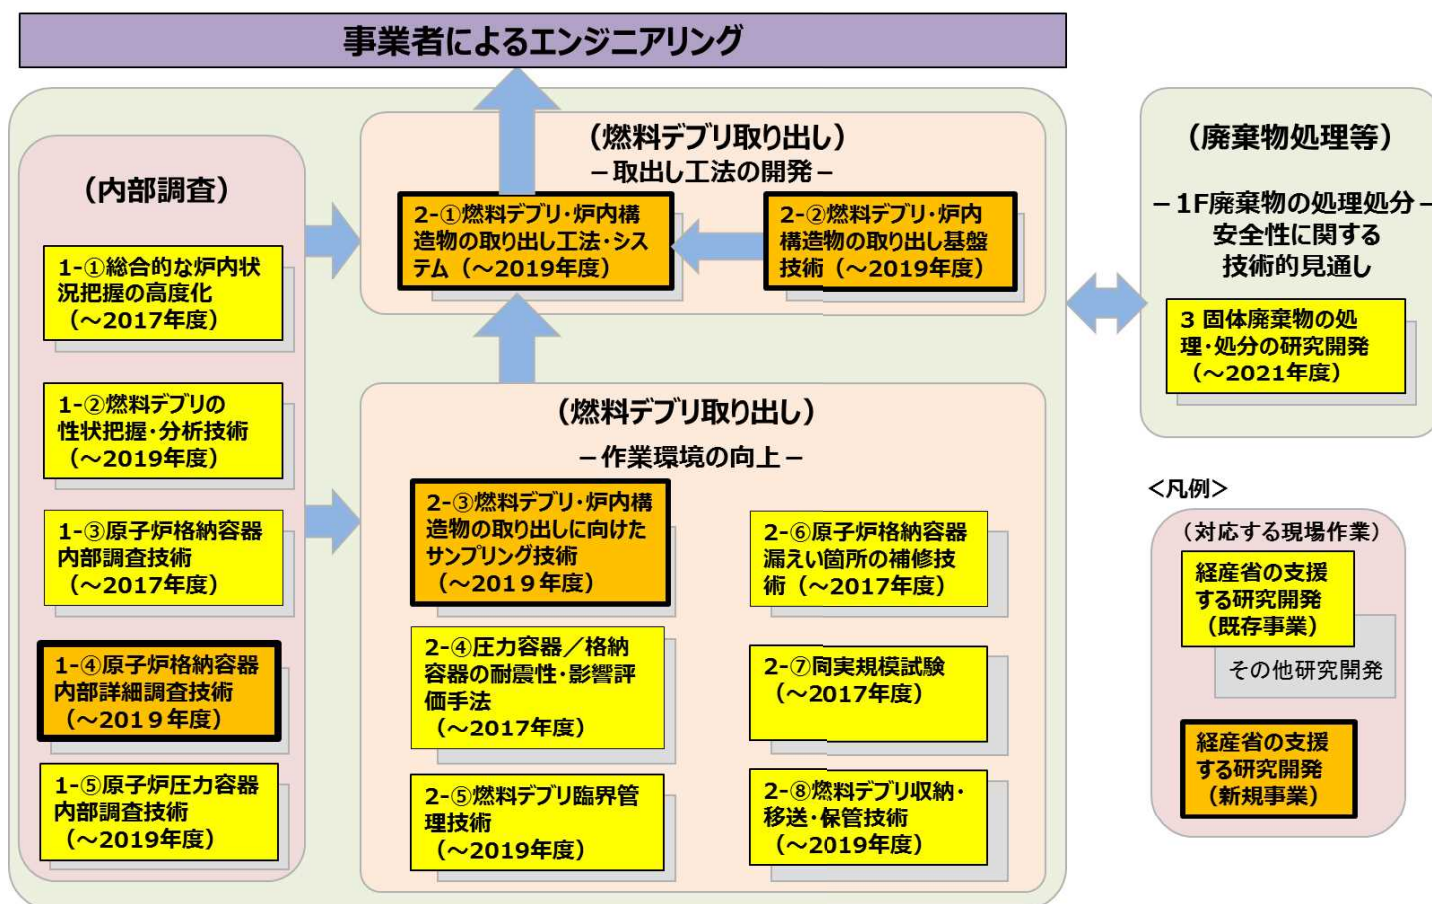 事業者によるエンジニアリング
（内部調査）
1-①総合的な炉内状
況把握の高度化
（～2017年度）
1-②燃料デブリの
性状把握・分析技術
（～2019年度）
1-③原子炉格納容器
内部調査技術
（～2017年度）
1-④原子炉格納容器
内部詳細調査技術
（～2019年度）
1-⑤原子炉圧力容器
内部調査技術
（～2019年度）
（燃料デブリ取り出し）
－取出し工法の開発－
2-①燃料デブリ・炉内構
造物の取り出し工法・シス
テム（～2019年度）
2-②燃料デブリ・炉内
構造物の取り出し基盤
技術（～2019年度）
（燃料デブリ取り出し）
－作業環境の向上－
2-③燃料デブリ・炉内構
造物の取り出しに向けた
サンプリング技術
（～2019年度）
2-④圧力容器／格納
容器の耐震性・影響評
価手法
（～2017年度）
2-⑤燃料デブリ臨界管
理技術
（～2019年度）
2-⑥原子炉格納容器
漏えい箇所の補修技
術（～2017年度）
2-⑦同実規模試験
（～2017年度）
2-⑧燃料デブリ収納・
移送・保管技術
（～2019年度）
（廃棄物処理等）
－1F廃棄物の処理処分－
安全性に関する
技術的見通し
3 固体廃棄物の処
理・処分の研究開発
（～2021年度）
＜凡例＞
（対応する現場作業）
経産省の支援
する研究開発
（既存事業）
その他研究開発
経産省の支援
する研究開発
（新規事業）